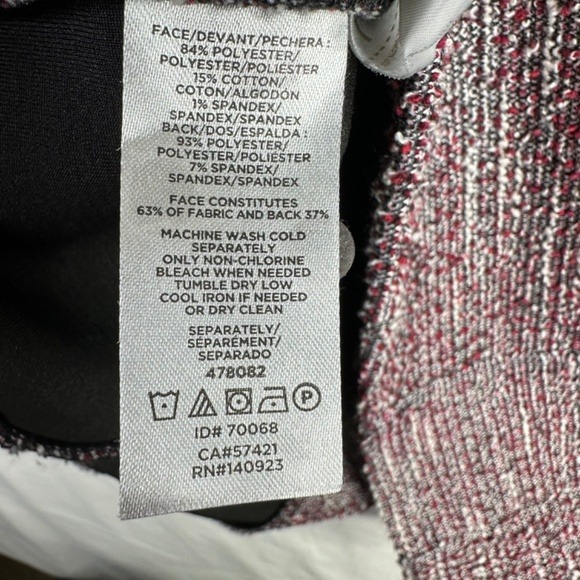 FACE/DEVANT/PECHERA :
84% POLYESTER/
POLYESTER/POLIÉSTER
15% COTTON/
COTON/ALGODÓN
1% SPANDEX/
SPANDEX/SPANDEX
BACK/DOS/ESPALDA :
93% POLYESTER/
POLYESTER/POLIÉSTER
7% SPANDEX/
SPANDEX/SPANDEX
FACE CONSTITUTES
63% OF FABRIC AND BACK 37%
MACHINE WASH COLD
SEPARATELY
ONLY NON-CHLORINE
BLEACH WHEN NEEDED
TUMBLE DRY LOW
COOL IRON IF NEEDED
OR DRY CLEAN
SEPARATELY/
SÉPARÉMENT/
SEPARADO
478082
P
ID# 70068
CA#57421
RN#140923